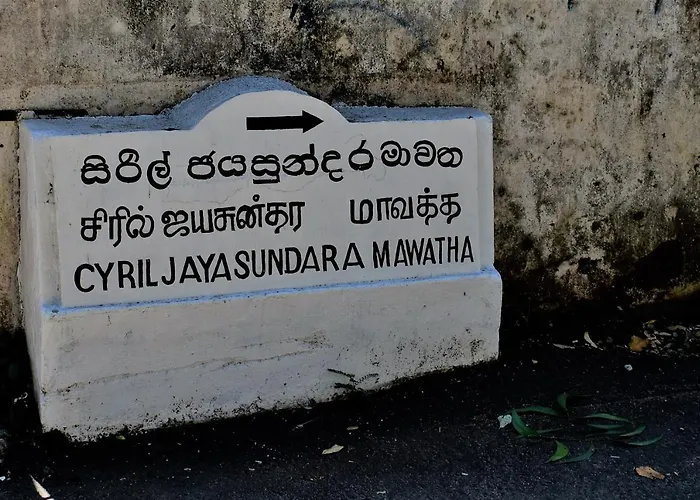 සිරිල් ජයසුන්දර මාවත
சிரில் ஜயசுன்தர மாவத்த
CYRIL JAYASUNDARA MAWATHA